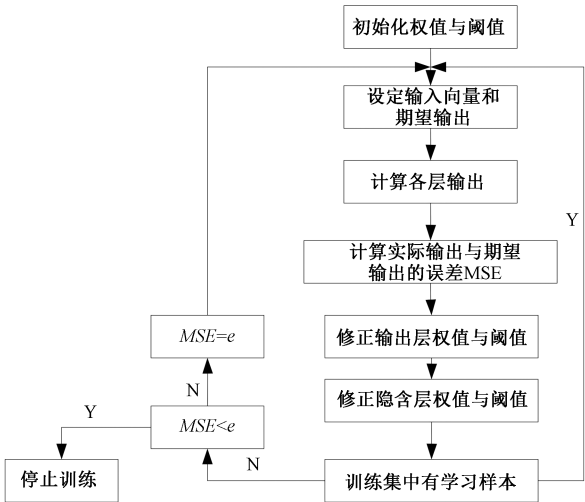 初始化权值与阈值
设定输入向量和
期望输出
计算各层输出
Y
计算实际输出与期望
输出的误差MSE
MSE=e
修正输出层权值与阈值
N
修正隐含层权值与阈值
Y
MSE<e
N
停止训练
训练集中有学习样本